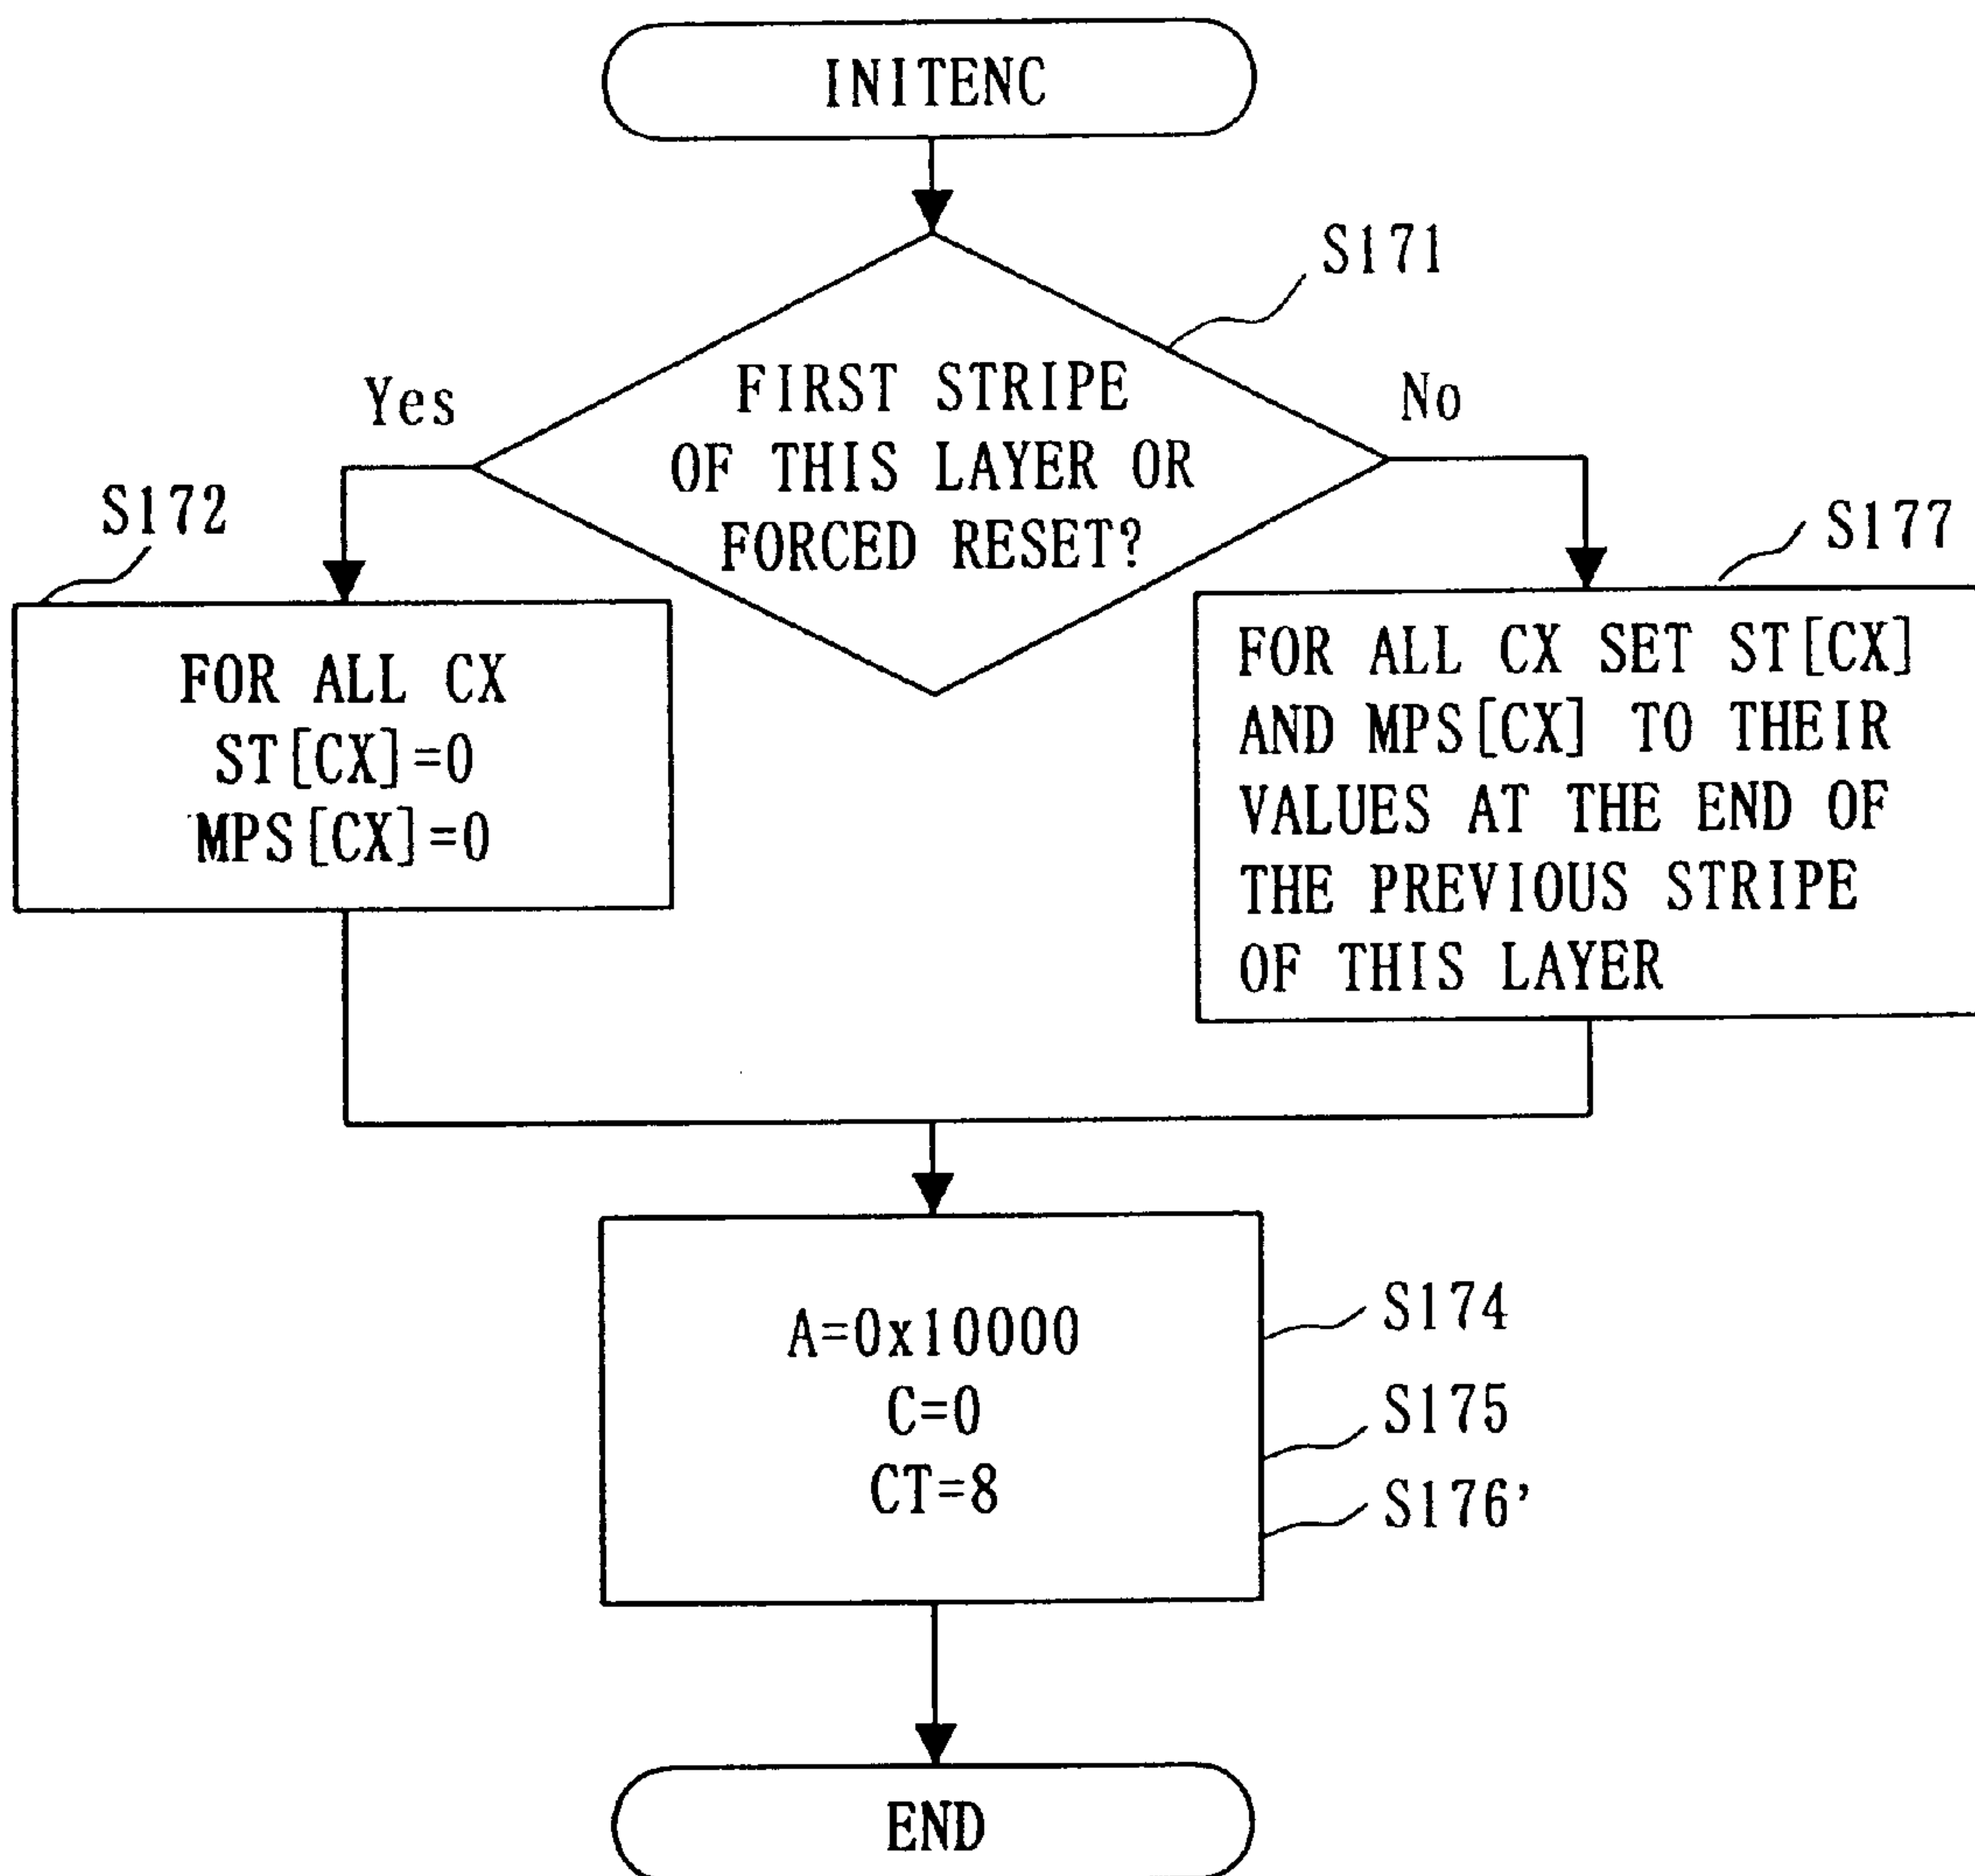 INITENC
S171
FIRST STRIPE
OF THIS LAYER OR
FORCED RESET?
Yes
No
S172
FOR ALL CX
ST[CX]=0
MPS[CX]=0
S177
FOR ALL CX SET ST[CX]
AND MPS[CX] TO THEIR
VALUES AT THE END OF
THE PREVIOUS STRIPE
OF THIS LAYER
A=0x10000
C=0
CT=8
S174
S175
S176'
END